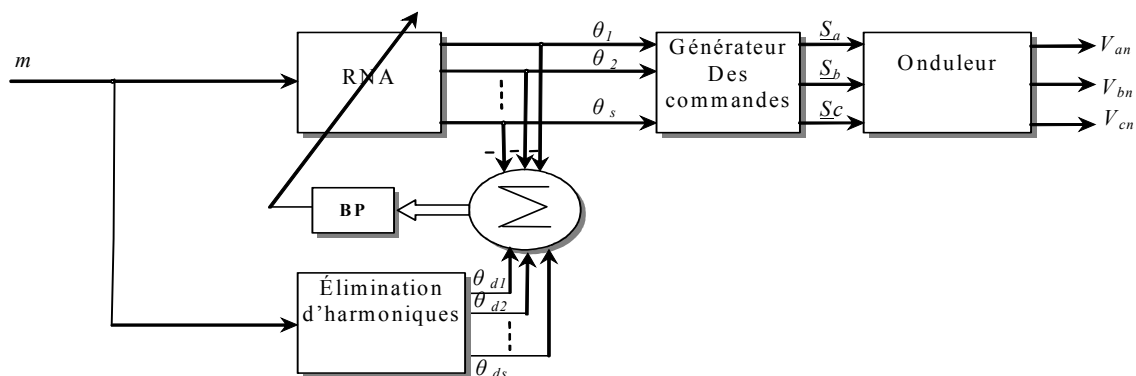 m
RNA
θ1
θ2
θs
Générateur
Des
commandes
Sa
Sb
Sc
Onduleur
Van
Vbn
Vcn
BP
Σ
Élimination
d'harmoniques
θd1
θd2
θds